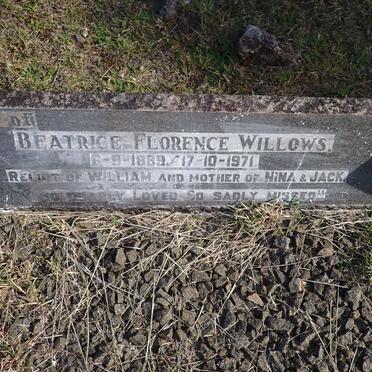 OF
BEATRICE FLORENCE WILLOWS.
6-9-1889. 17-10-1971
RELICT OF WILLIAM AND MOTHER OF NINA & JACK
LOVED SO SADLY MISSED"